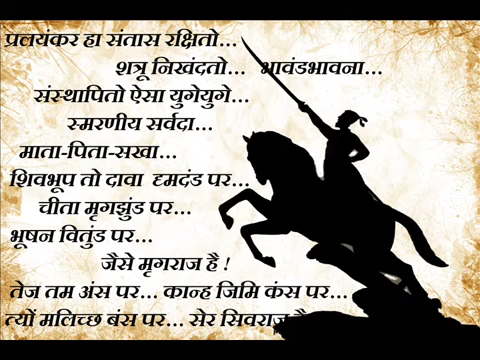 प्रलयंकर हा संतास रक्षितो...
शत्रू निखंदतो... भावंडभावना...
संस्थापितो ऐसा युगेयुगे...
स्मरणीय सर्वदा...
माता-पिता-सखा...
शिवभूप तो दावा दृमदंड पर...
चीता मृगझुंड पर...
भूषन वितुंड पर...
जैसे मृगराज है !
तेज तम अंस पर... कान्ह जिमि कंस पर...
त्यों मलिच्छ बंस पर... सेर सिवराज है